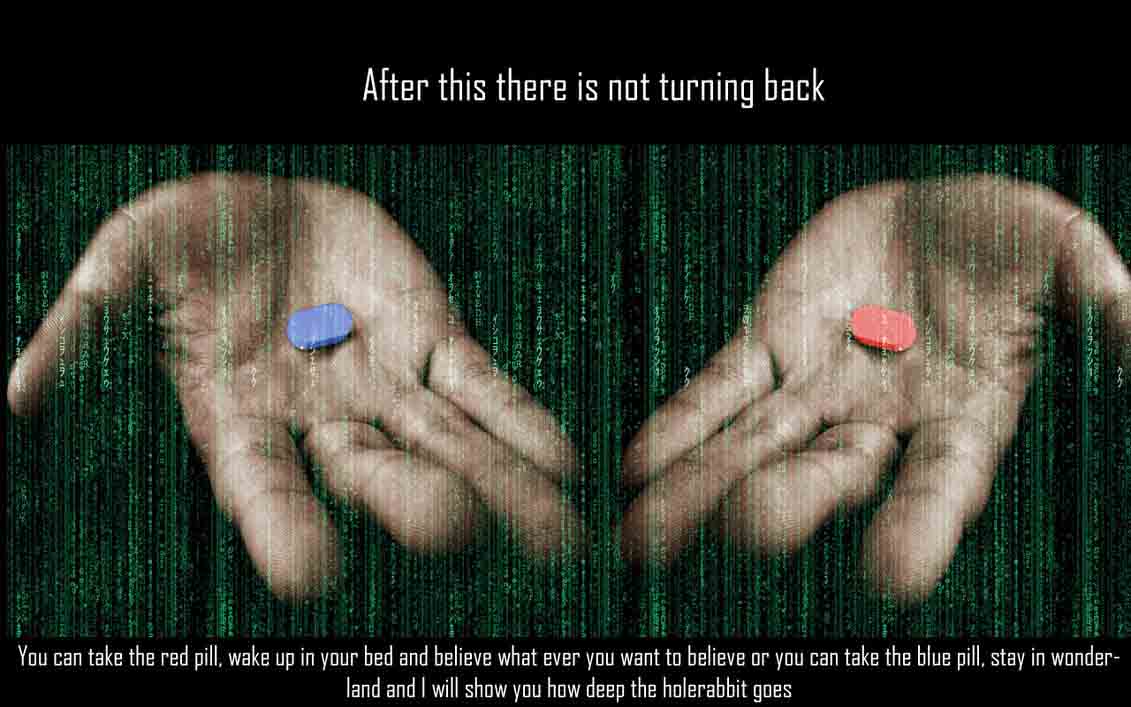 After this there is not turning back
You can take the red pill, wake up in your bed and believe what ever you want to believe or you can take the blue pill, stay in wonder-
land and I will show you how deep the holerabbit goes